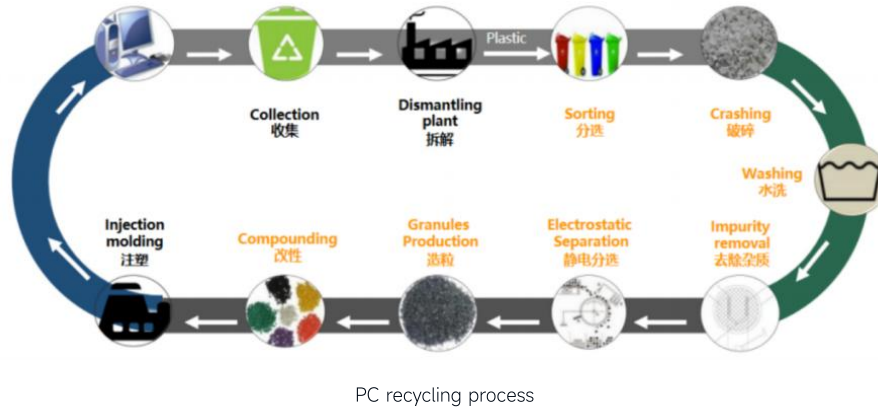 Plastic
Collection
收集
Dismantling
plant
拆解
Sorting
分选
Crashing
破碎
Washing
水洗
Injection
molding
注塑
Compounding
改性
Granules
Production
造粒
Electrostatic
Separation
静电分选
Impurity
removal
去除杂质
PC recycling process